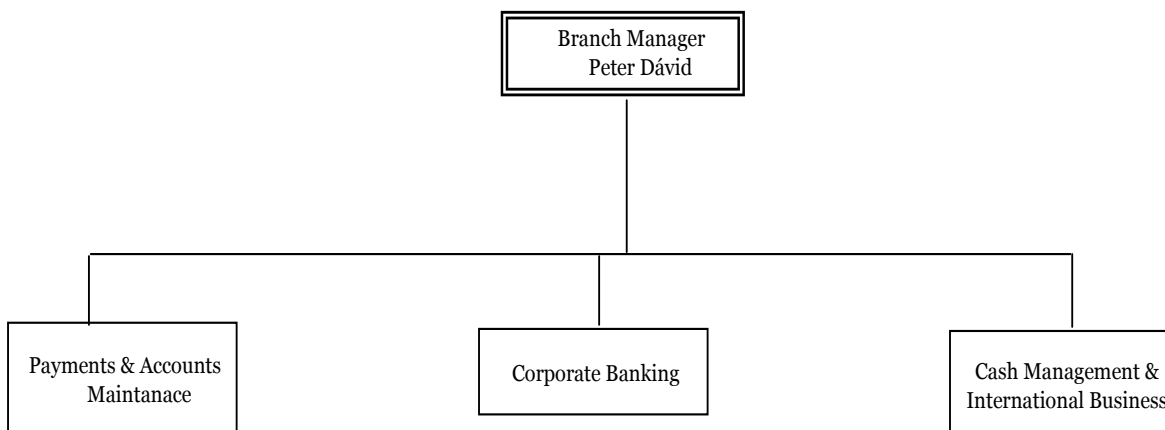 Branch Manager
Peter Dávid
Payments & Accounts
Maintanace
Corporate Banking
Cash Management &
International Business